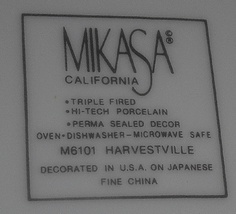 MIKASA ©®
CALIFORNIA
• TRIPLE FIRED
• HI-TECH PORCELAIN
• PERMA SEALED DECOR
OVEN • DISHWASHER - MICROWAVE SAFE
M6101 HARVESTVILLE
DECORATED IN U.S.A. ON JAPANESE
FINE CHINA